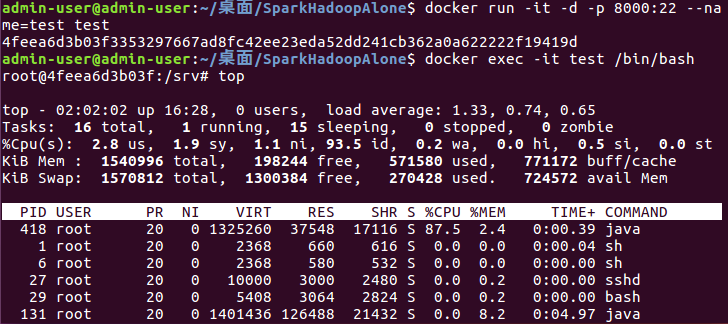 admin-user@admin-user:~/桌面/SparkHadoopAlone$ docker run -it -d -p 8000:22 --na
me=test test
4feea6d3b03f3353297667ad8fc42ee23eda52dd241cb362a0a622222f19419d
admin-user@admin-user:~/桌面/SparkHadoopAlone$ docker exec -it test /bin/bash
root@4feea6d3b03f:/srv# top
top - 02:02:02 up 16:28,  0 users,  load average: 1.33, 0.74, 0.65
Tasks:  16 total,   1 running,  15 sleeping,   0 stopped,   0 zombie
%Cpu(s):  2.8 us,  1.9 sy,  1.1 ni, 93.5 id,  0.2 wa,  0.0 hi,  0.5 si,  0.0 st
KiB Mem :  1540996 total,   198244 free,   571580 used,   771172 buff/cache
KiB Swap:  1570812 total,  1300384 free,   270428 used.   724572 avail Mem
  PID USER      PR  NI    VIRT    RES    SHR S %CPU %MEM     TIME+ COMMAND
  418 root      20   0 1325260  37548  17116 S 87.5  2.4   0:00.39 java
    1 root      20   0    2368    660    616 S  0.0  0.0   0:00.04 sh
    6 root      20   0    2368    580    532 S  0.0  0.0   0:00.00 sh
   27 root      20   0   10000   3000   2480 S  0.0  0.2   0:00.00 sshd
   29 root      20   0    5408   3064   2824 S  0.0  0.2   0:00.00 bash
  131 root      20   0 1401436 126488  21432 S  0.0  8.2   0:04.97 java